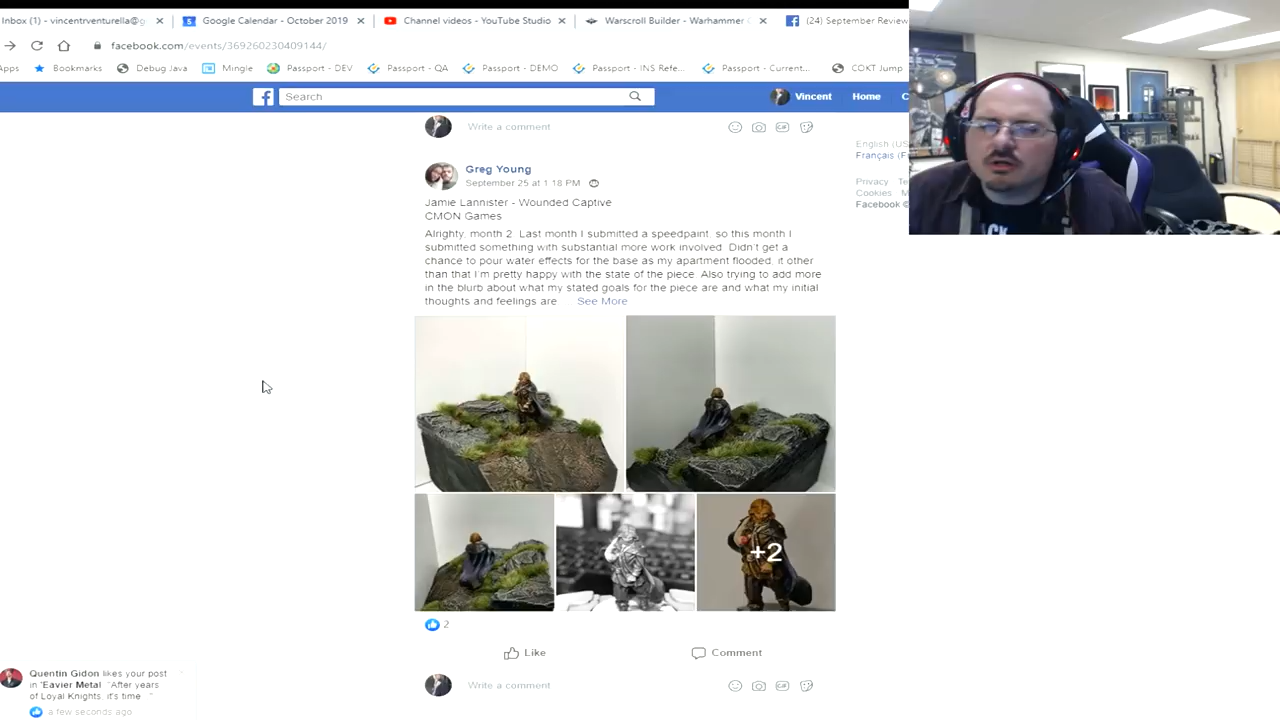 Inbox (1) - vincentrventurella@g
Google Calendar - October 2019
Channel videos - YouTube Studio
Warscroll Builder - Warhammer
(24) September Review
facebook.com/events/369260230409144/
Apps
Bookmarks
Debug Java
Mingle
Passport - DEV
Passport - QA
Passport - DEMO
Passport - INS Refe...
Passport - Current...
COKT Jump
Search
Vincent
Home
Write a comment
English (US
Français (F
Greg Young
September 25 at 1:18 PM
Privacy Te
Cookies M
Facebook ©
Jamie Lannister - Wounded Captive
CMON Games
Alrighty, month 2. Last month I submitted a speedpaint, so this month I
submitted something with substantial more work involved. Didn't get a
chance to pour water effects for the base as my apartment flooded, it other
than that I'm pretty happy with the state of the piece. Also trying to add more
in the blurb about what my stated goals for the piece are and what my initial
thoughts and feelings are ... See More
+2
2
Like
Comment
Quentin Gidon likes your post
in "Eavier Metal: "After years
of Loyal Knights, it's time..."
a few seconds ago
Write a comment